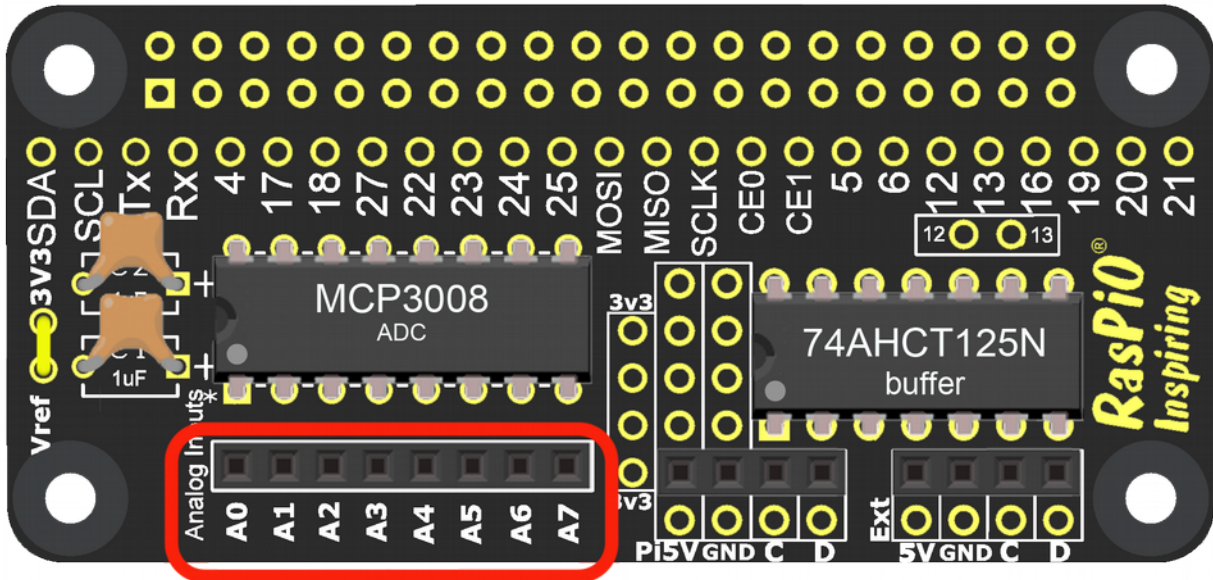 SDA
SCL
Tx
Rx
4
17
18
27
22
23
24
25
MOSI
MISO
SCLK
CE0
CE1
5
6
12
13
16
19
20
21
12
13
3V3
Vref
C2
+
C1
1uF
+
*
MCP3008
ADC
3v3
3v3
74AHCT125N
buffer
RasPiO®
Inspiring
Analog Inputs
A0
A1
A2
A3
A4
A5
A6
A7
Pi5V GND C D
Ext
5V GND C D